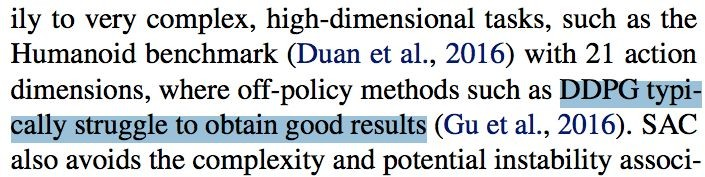 ily to very complex, high-dimensional tasks, such as the
Humanoid benchmark (Duan et al., 2016) with 21 action
dimensions, where off-policy methods such as DDPG typi-
cally struggle to obtain good results (Gu et al., 2016). SAC
also avoids the complexity and potential instability associ-